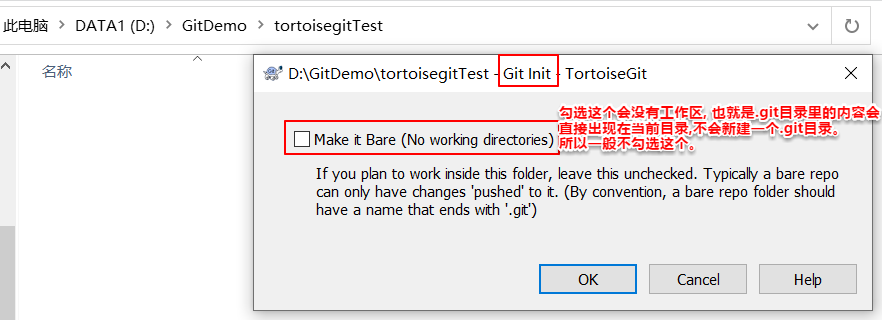 此电脑 > DATA1 (D:) > GitDemo > tortoisegitTest
名称
D:\GitDemo\tortoisegitTest - Git Init - TortoiseGit
勾选这个会没有工作区, 也就是.git目录里的内容会
直接出现在当前目录,不会新建一个.git目录。
所以一般不勾选这个。
Make it Bare (No working directories)
If you plan to work inside this folder, leave this unchecked. Typically a bare repo
can only have changes 'pushed' to it. (By convention, a bare repo folder should
have a name that ends with '.git')
OK Cancel Help